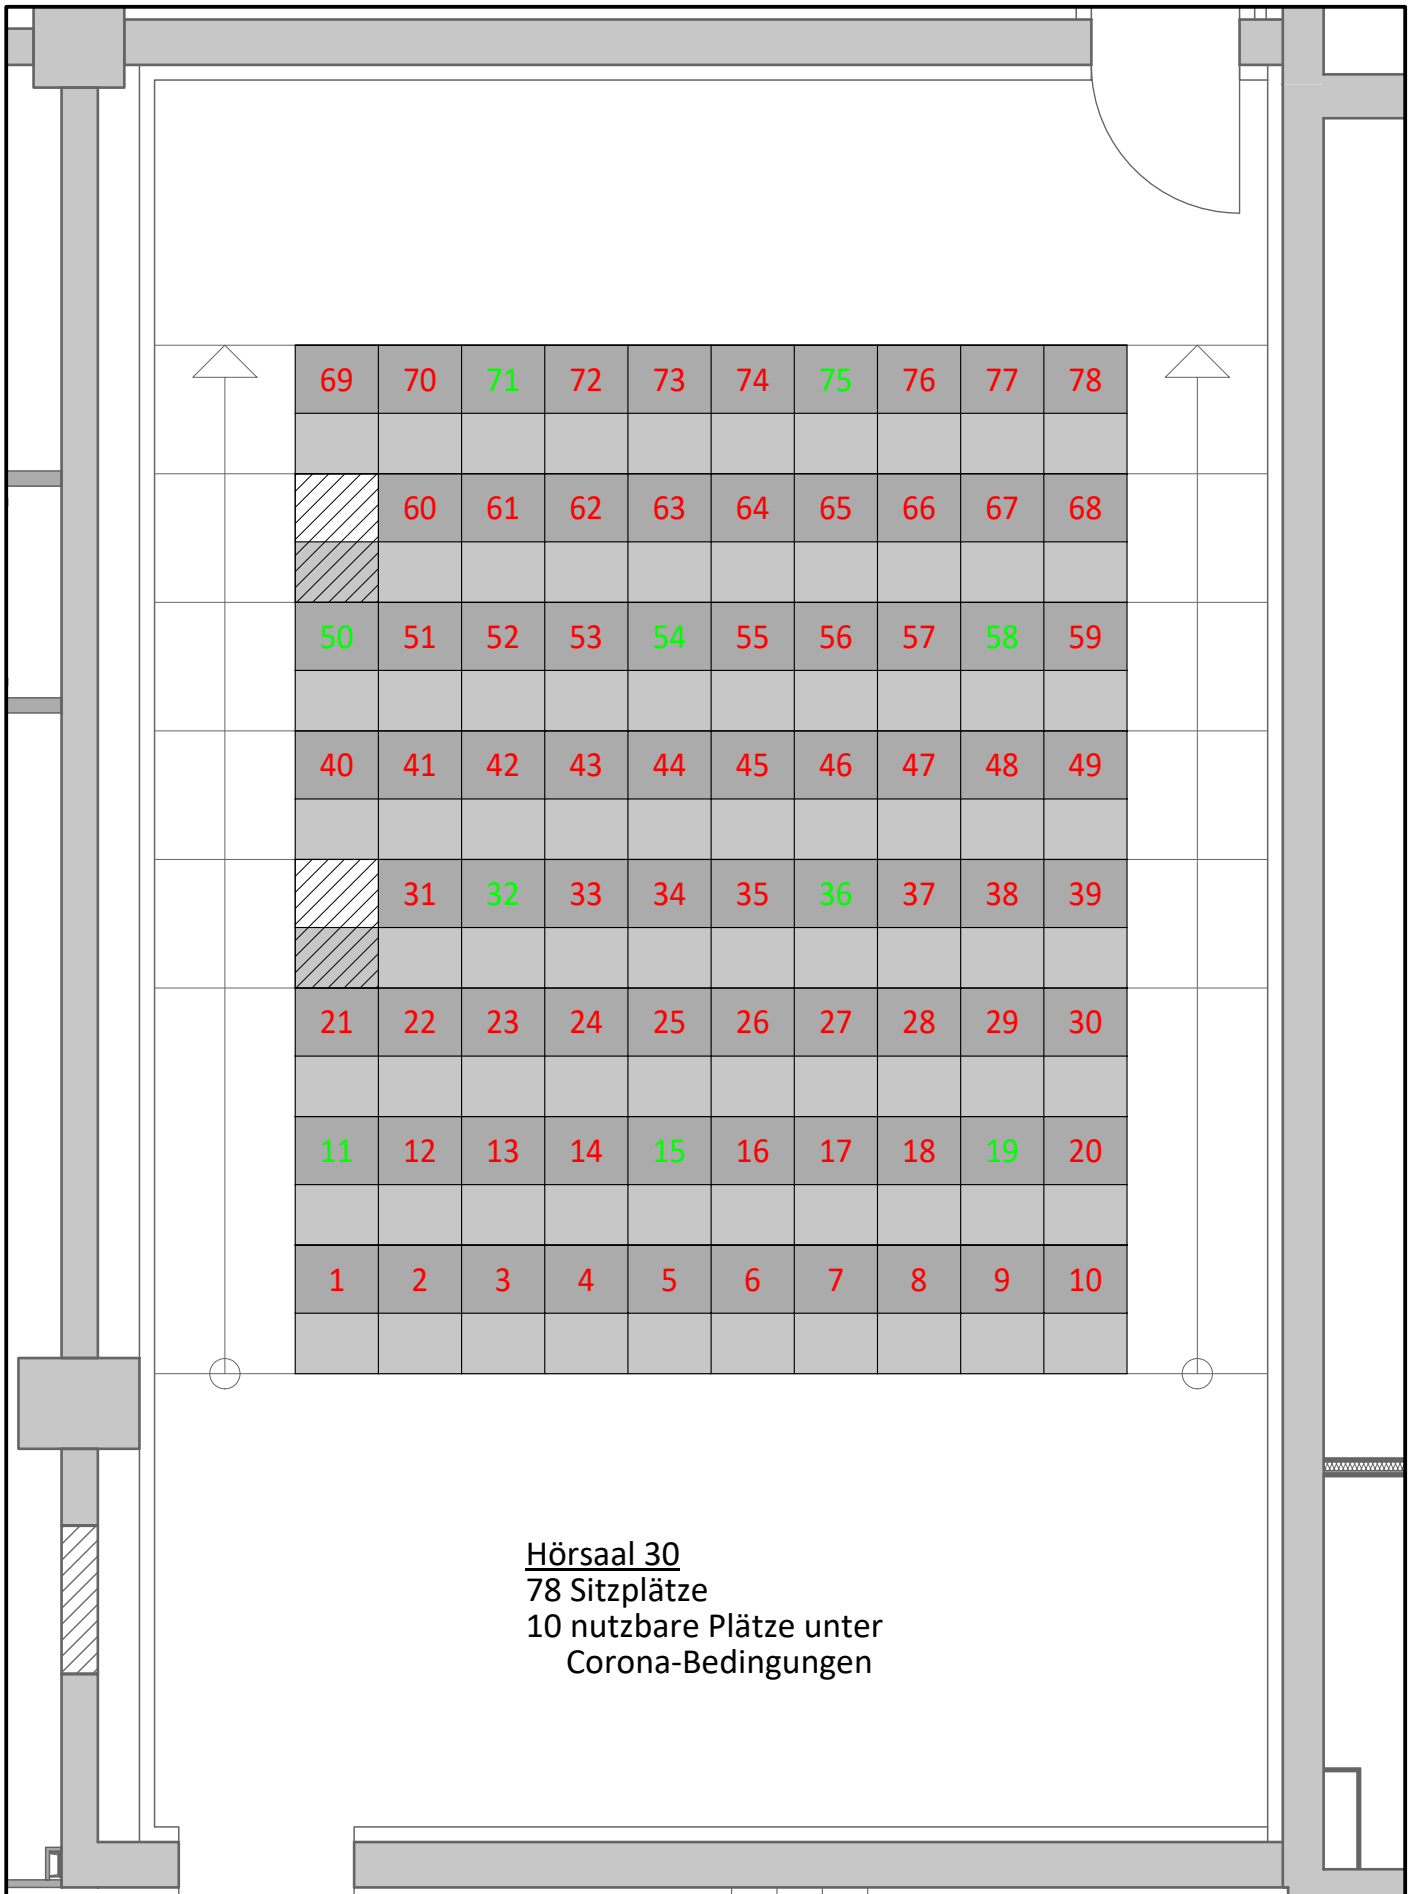 69 70 71 72 73 74 75 76 77 78
60 61 62 63 64 65 66 67 68
50 51 52 53 54 55 56 57 58 59
40 41 42 43 44 45 46 47 48 49
31 32 33 34 35 36 37 38 39
21 22 23 24 25 26 27 28 29 30
11 12 13 14 15 16 17 18 19 20
1 2 3 4 5 6 7 8 9 10
Hörsaal 30
78 Sitzplätze
10 nutzbare Plätze unter
Corona-Bedingungen